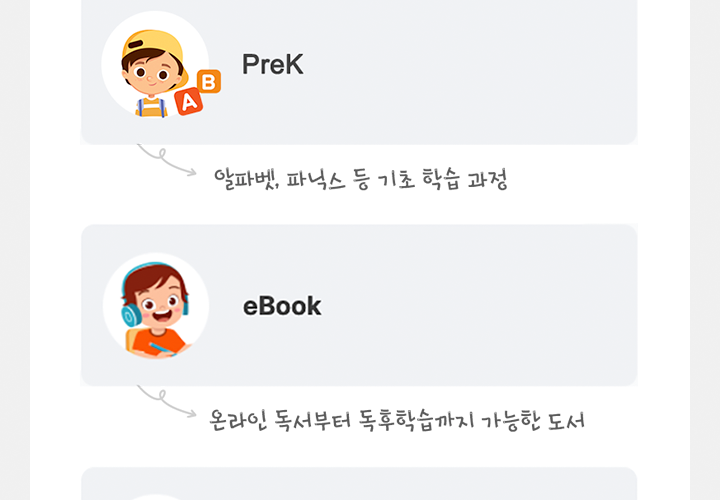 PreK
B
A
알파벳, 파닉스 등 기초 학습 과정
eBook
온라인 독서부터 독후학습까지 가능한 도서